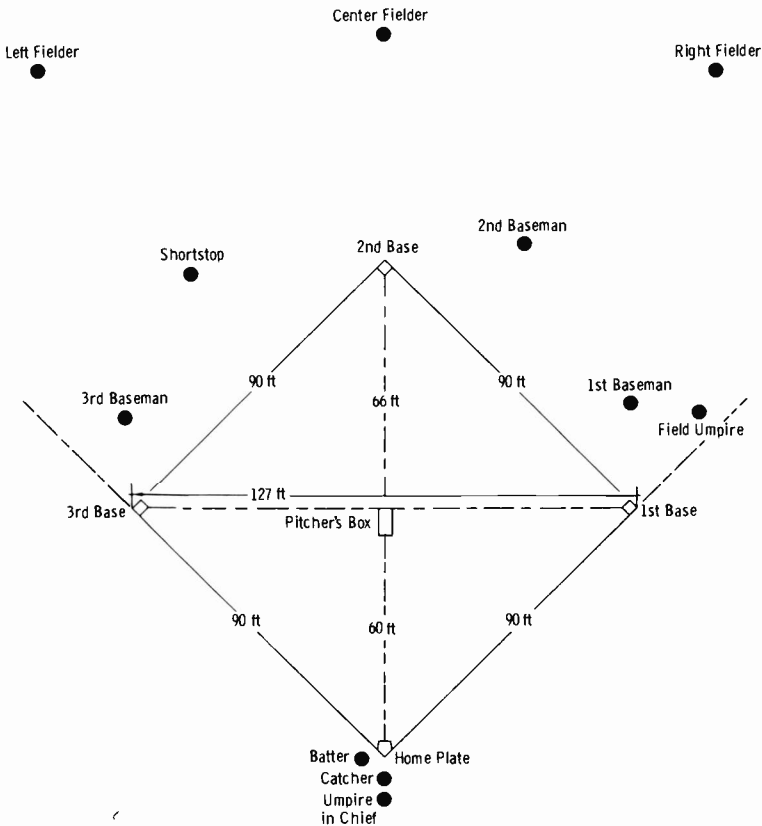 Center Fielder
Left Fielder
Right Fielder
2nd Baseman
2nd Base
Shortstop
90 ft
90 ft
66 ft
3rd Baseman
1st Baseman
Field Umpire
127 ft
3rd Base
1st Base
Pitcher's Box
90 ft
60 ft
90 ft
Batter
Home Plate
Catcher
Umpire
in Chief